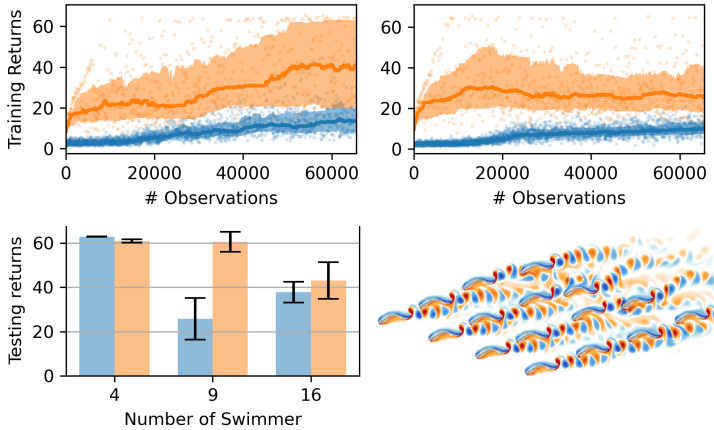 Training Returns
60
40
20
0
0 20000 40000 60000
# Observations
60
40
20
0
0 20000 40000 60000
# Observations
Testing returns
60
40
20
0
4 9 16
Number of Swimmer